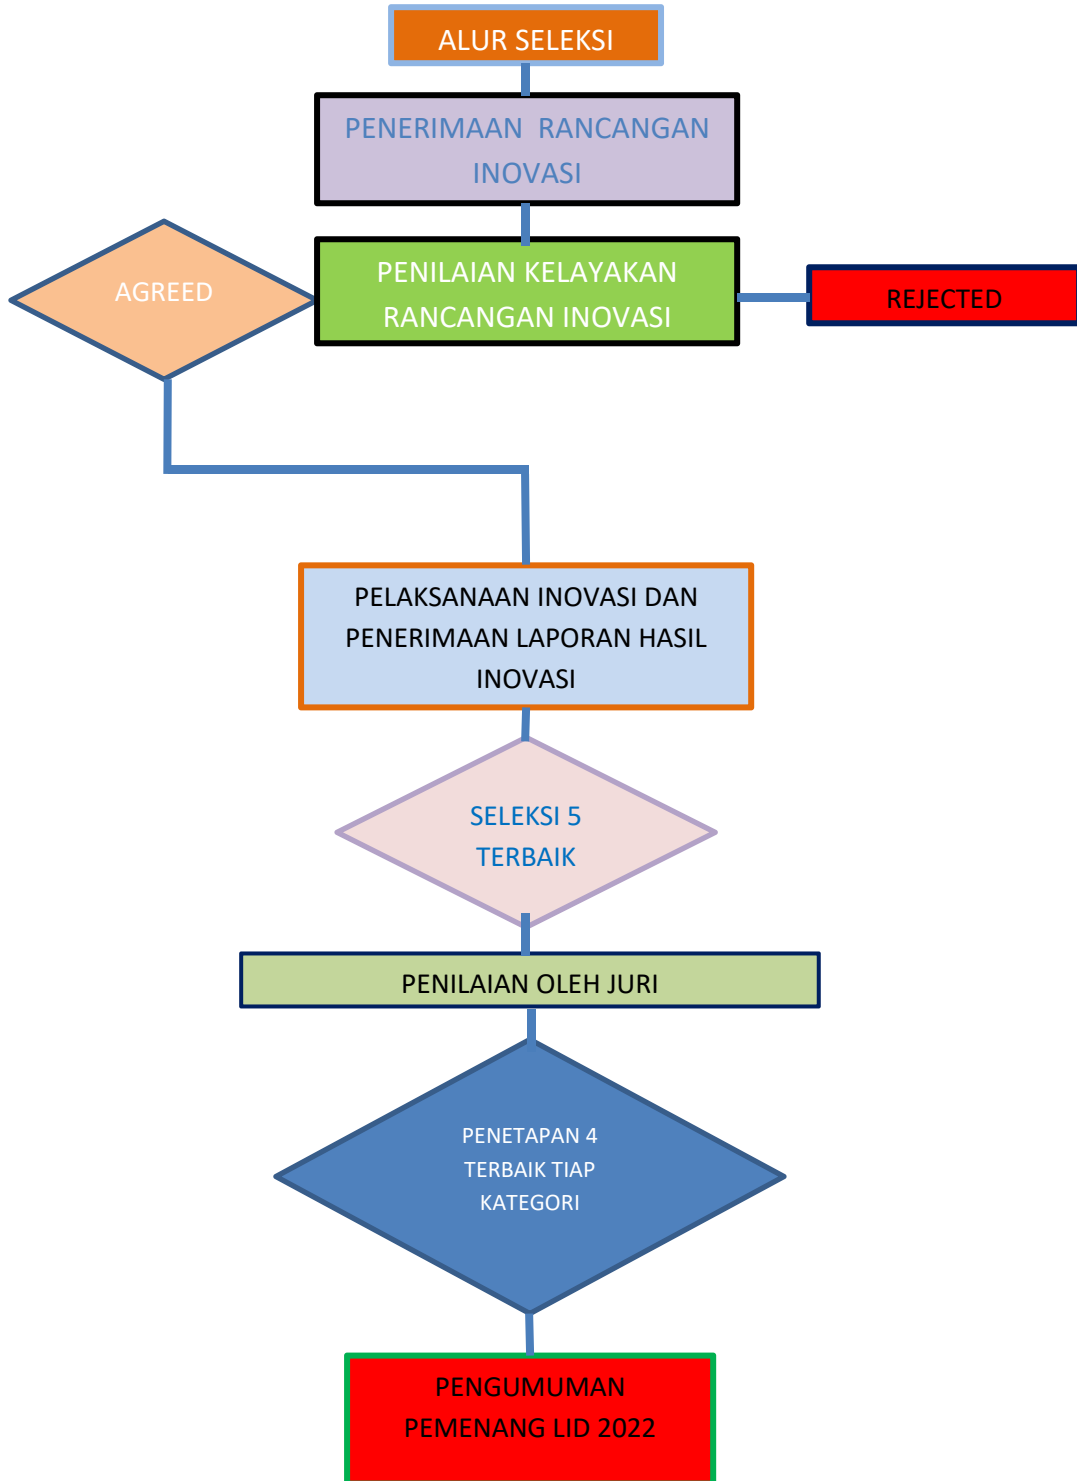 ALUR SELEKSI
PENERIMAAN RANCANGAN
INOVASI
AGREED
PENILAIAN KELAYAKAN
RANCANGAN INOVASI
REJECTED
PELAKSANAAN INOVASI DAN
PENERIMAAN LAPORAN HASIL
INOVASI
SELEKSI 5
TERBAIK
PENILAIAN OLEH JURI
PENETAPAN 4
TERBAIK TIAP
KATEGORI
PENGUMUMAN
PEMENANG LID 2022